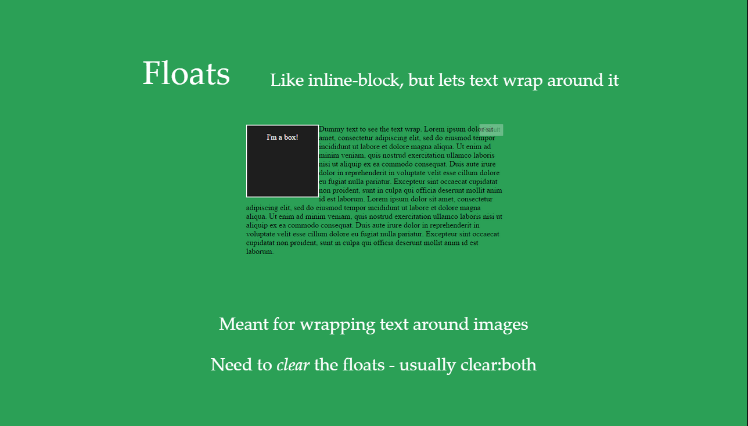 Floats
Like inline-block, but lets text wrap around it
I'm a box!
Dummy text to see the text wrap. Lorem ipsum dolor sit
amet, consectetur adipiscing elit, sed do eiusmod tempor
incididunt ut labore et dolore magna aliqua. Ut enim ad
minim veniam, quis nostrud exercitation ullamco laboris
nisi ut aliquip ex ea commodo consequat. Duis aute irure
dolor in reprehenderit in voluptate velit esse cillum dolore
eu fugiat nulla pariatur. Excepteur sint occaecat cupidatat
non proident, sunt in culpa qui officia deserunt mollit anim
id est laborum. Lorem ipsum dolor sit amet, consectetur
adipiscing elit, sed do eiusmod tempor incididunt ut labore et dolore magna
aliqua. Ut enim ad minim veniam, quis nostrud exercitation ullamco laboris nisi ut
aliquip ex ea commodo consequat. Duis aute irure dolor in reprehenderit in
voluptate velit esse cillum dolore eu fugiat nulla pariatur. Excepteur sint occaecat
cupidatat non proident, sunt in culpa qui officia deserunt mollit anim id est
laborum.
Meant for wrapping text around images
Need to clear the floats - usually clear:both